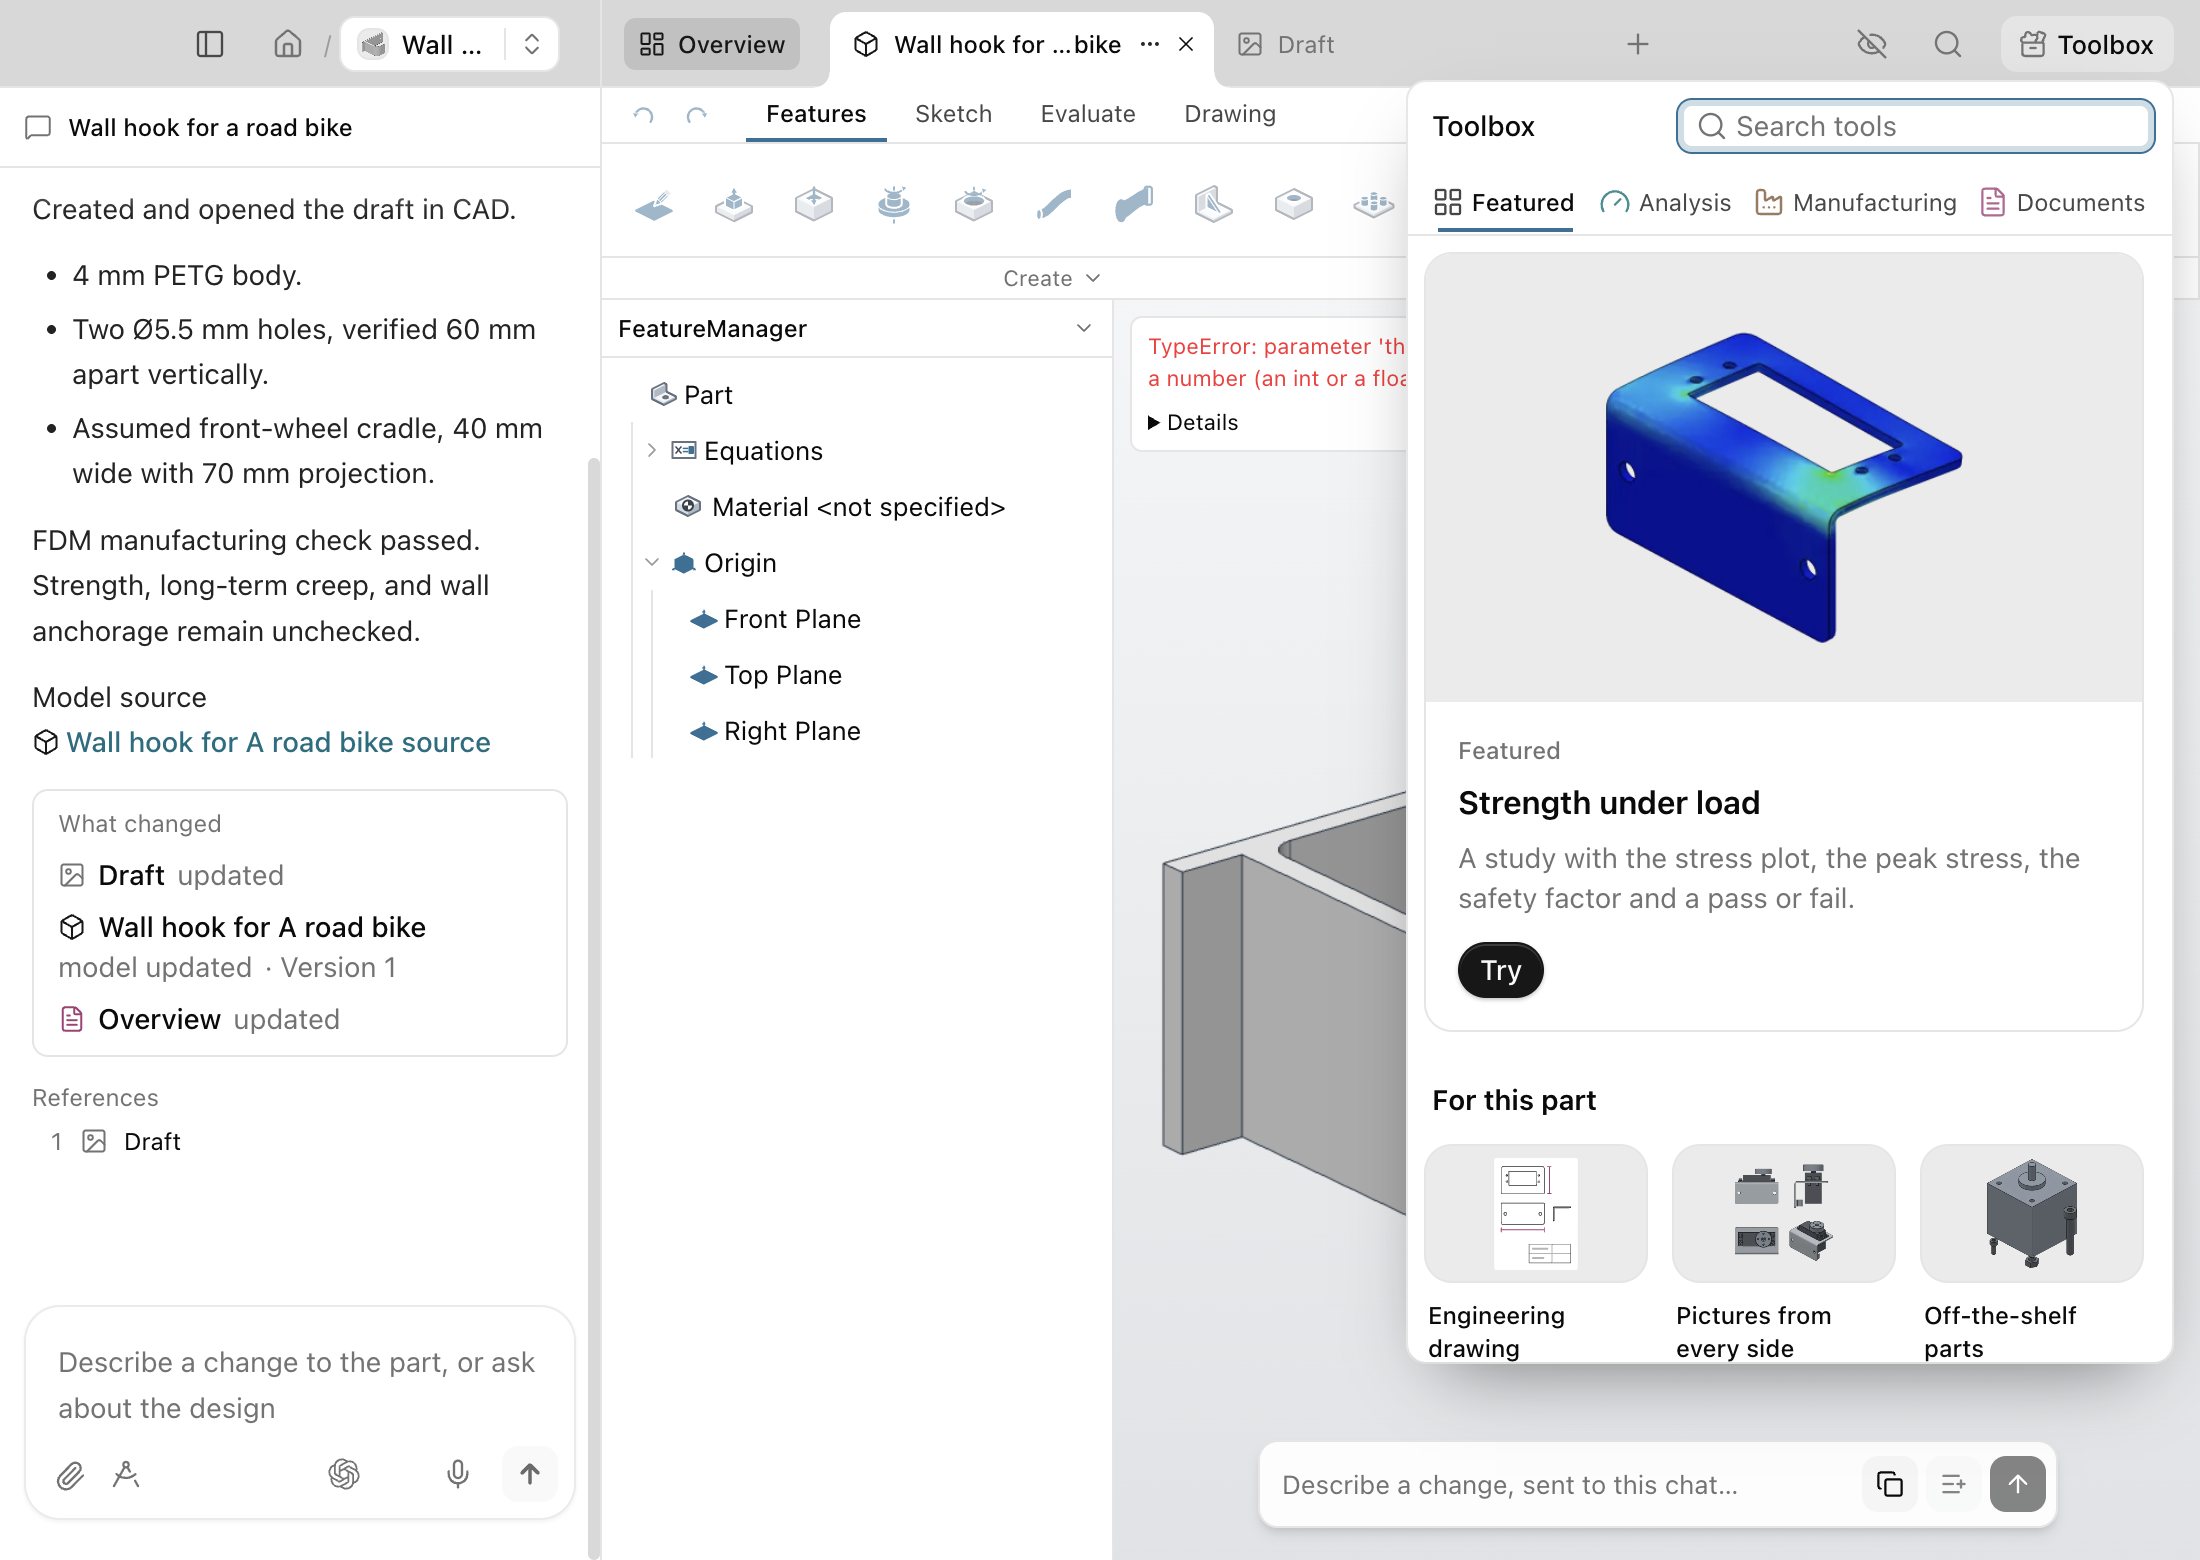 / Wall ...
Overview
Wall hook for ...bike ···
Draft
Toolbox
Wall hook for a road bike
Created and opened the draft in CAD.
• 4 mm PETG body.
• Two Ø5.5 mm holes, verified 60 mm
apart vertically.
• Assumed front-wheel cradle, 40 mm
wide with 70 mm projection.
FDM manufacturing check passed.
Strength, long-term creep, and wall
anchorage remain unchecked.
Model source
Wall hook for A road bike source
What changed
Draft updated
Wall hook for A road bike
model updated · Version 1
Overview updated
References
1 Draft
Describe a change to the part, or ask
about the design
Features Sketch Evaluate Drawing
Create
FeatureManager
Part
Equations
Material <not specified>
Origin
Front Plane
Top Plane
Right Plane
TypeError: parameter 'th
a number (an int or a floa
Details
Toolbox
Search tools
Featured Analysis Manufacturing Documents
Featured
Strength under load
A study with the stress plot, the peak stress, the
safety factor and a pass or fail.
Try
For this part
Engineering
drawing
Pictures from
every side
Off-the-shelf
parts
Describe a change, sent to this chat...